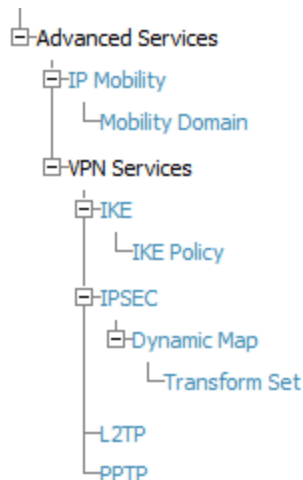 Advanced Services
IP Mobility
Mobility Domain
VPN Services
IKE
IKE Policy
IPSEC
Dynamic Map
Transform Set
L2TP
PPTP